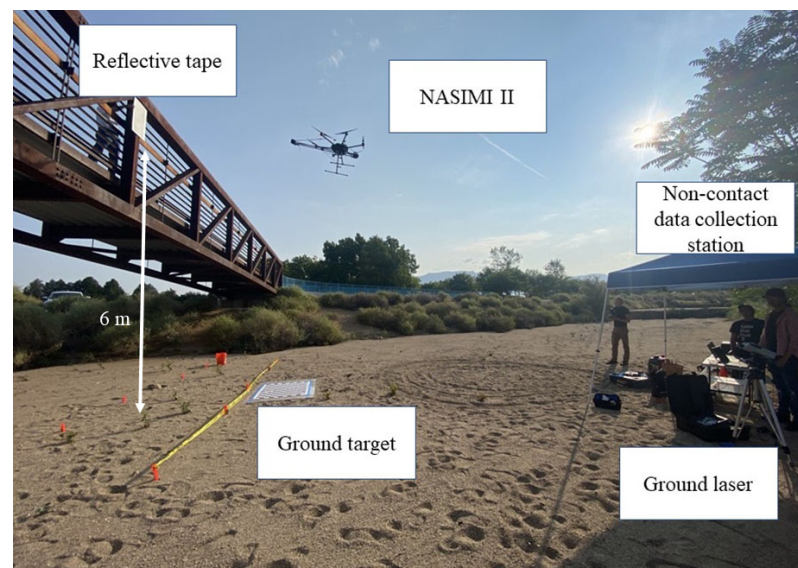 Reflective tape
NASIMI II
Non-contact
data collection
station
6 m
Ground target
Ground laser